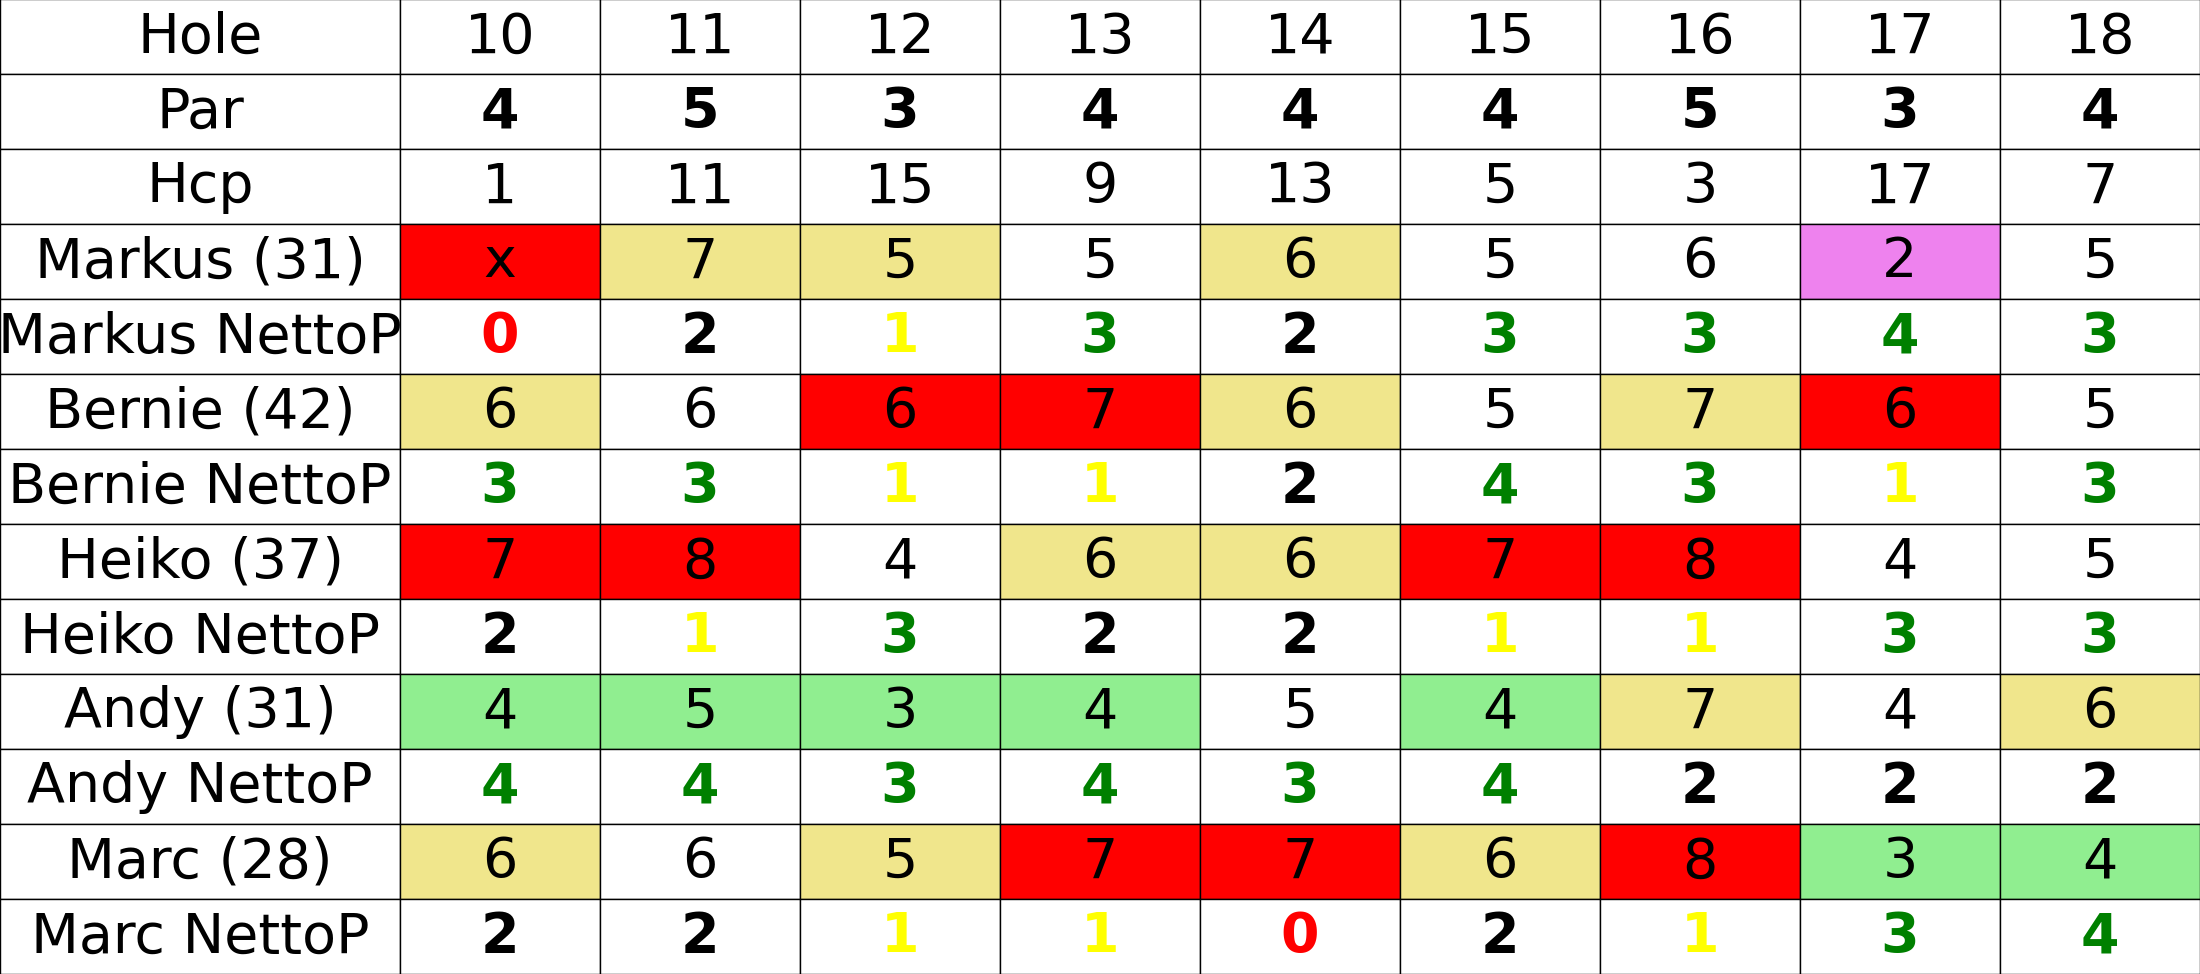 Hole 10 11 12 13 14 15 16 17 18
Par 4 5 3 4 4 4 5 3 4
Hcp 1 11 15 9 13 5 3 17 7
Markus (31) x 7 5 5 6 5 6 2 5
Markus NettoP 0 2 1 3 2 3 3 4 3
Bernie (42) 6 6 6 7 6 5 7 6 5
Bernie NettoP 3 3 1 1 2 4 3 1 3
Heiko (37) 7 8 4 6 6 7 8 4 5
Heiko NettoP 2 1 3 2 2 1 1 3 3
Andy (31) 4 5 3 4 5 4 7 4 6
Andy NettoP 4 4 3 4 3 4 2 2 2
Marc (28) 6 6 5 7 7 6 8 3 4
Marc NettoP 2 2 1 1 0 2 1 3 4